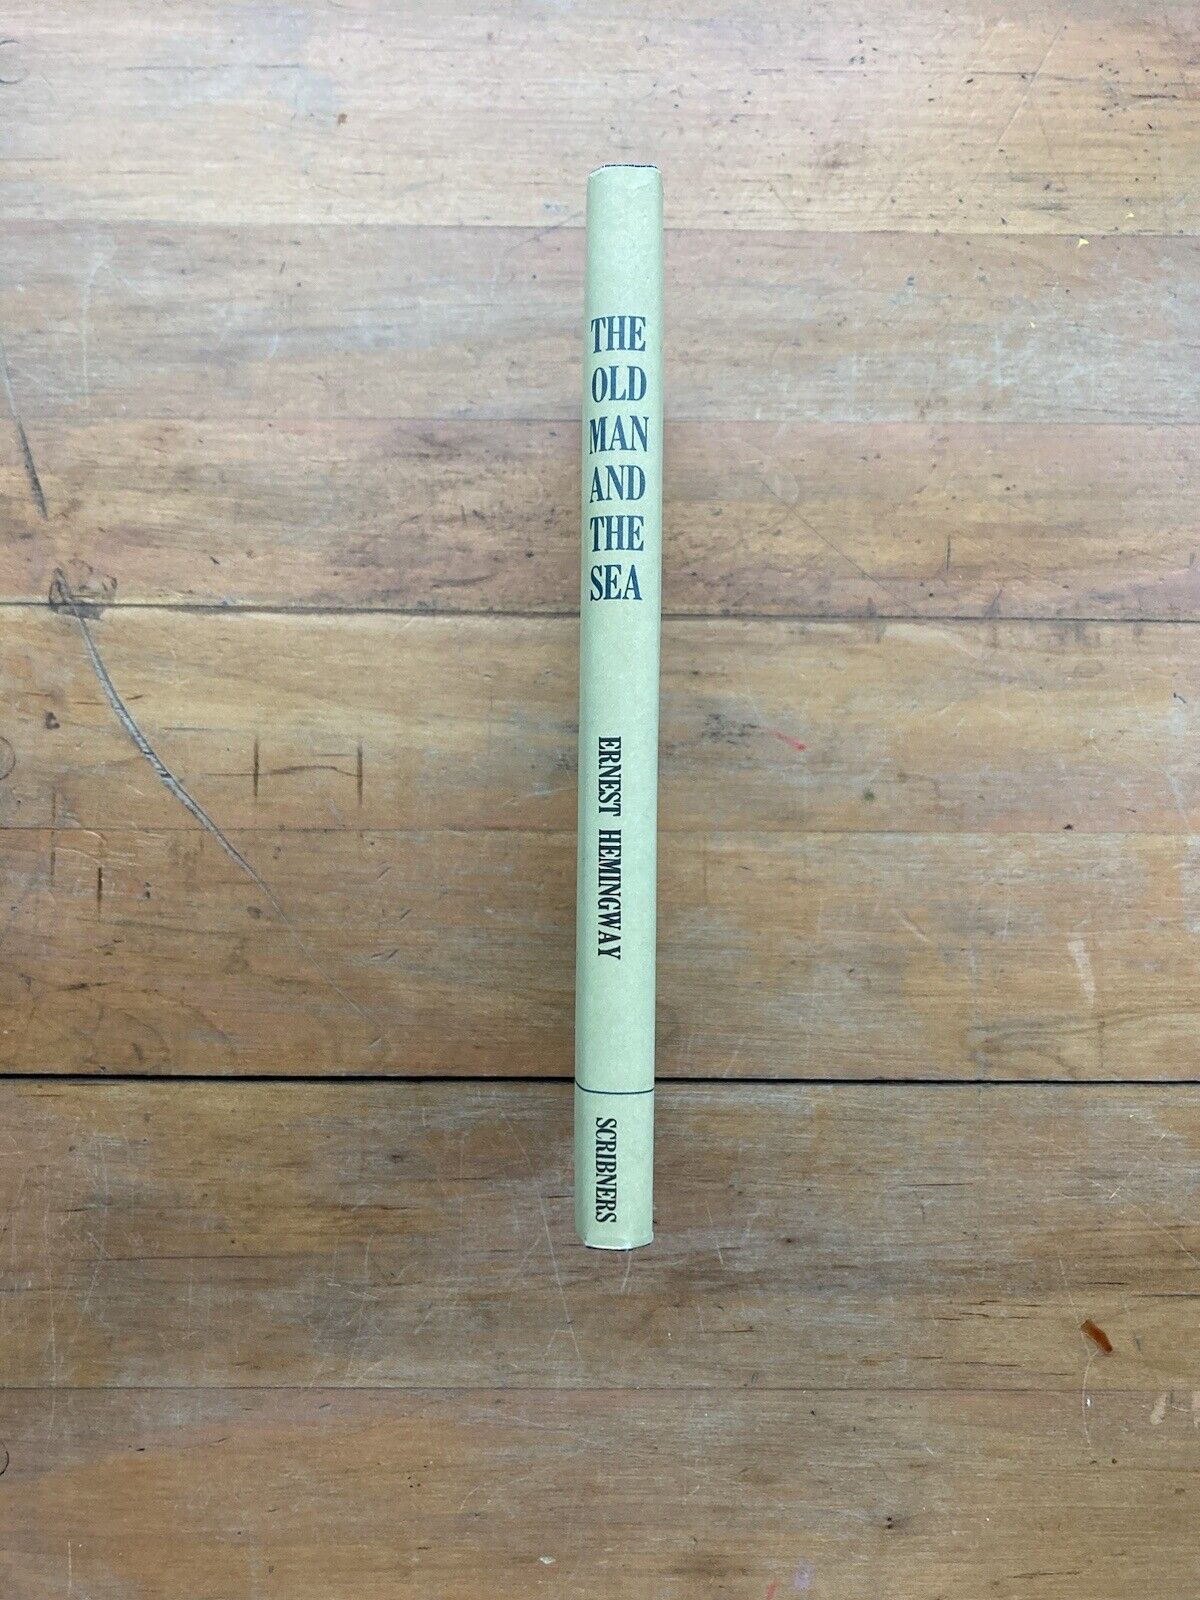 THE
OLD
MAN
AND
THE
SEA
ERNEST HEMINGWAY
SCRIBNERS